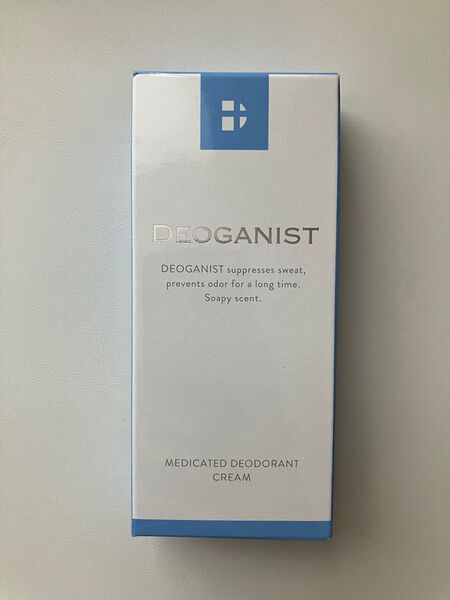 DEOGANIST
DEOGANIST suppresses sweat,
prevents odor for a long time.
Soapy scent.
MEDICATED DEODORANT
CREAM